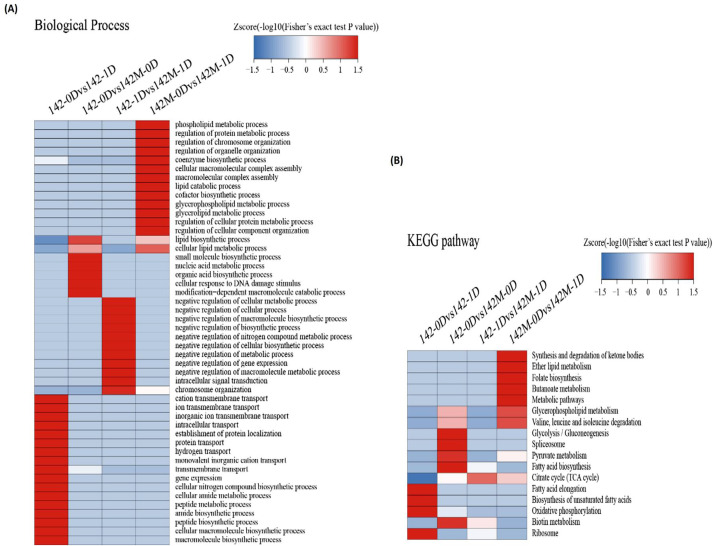 (A)
Biological Process
Zscore(-log10(Fisher's exact test P value))
-1.5 -1 -0.5 0 0.5 1 1.5
142-0Dvs142-1D
142-0Dvs142M-0D
142-1Dvs142M-1D
142M-0Dvs142M-1D
phospholipid metabolic process
regulation of protein metabolic process
regulation of chromosome organization
regulation of organelle organization
coenzyme biosynthetic process
cellular macromolecular complex assembly
macromolecular complex assembly
lipid catabolic process
cofactor biosynthetic process
glycerophospholipid metabolic process
glycerolipid metabolic process
regulation of cellular protein metabolic process
regulation of cellular component organization
lipid biosynthetic process
cellular lipid metabolic process
small molecule biosynthetic process
nucleic acid metabolic process
organic acid biosynthetic process
cellular response to DNA damage stimulus
modification-dependent macromolecule catabolic process
negative regulation of cellular metabolic process
negative regulation of cellular process
negative regulation of macromolecule biosynthetic process
negative regulation of biosynthetic process
negative regulation of nitrogen compound metabolic process
negative regulation of cellular biosynthetic process
negative regulation of metabolic process
negative regulation of gene expression
negative regulation of macromolecule metabolic process
intracellular signal transduction
chromosome organization
cation transmembrane transport
ion transmembrane transport
inorganic ion transmembrane transport
intracellular transport
establishment of protein localization
protein transport
hydrogen transport
monovalent inorganic cation transport
transmembrane transport
gene expression
cellular nitrogen compound biosynthetic process
cellular amide metabolic process
peptide metabolic process
amide biosynthetic process
peptide biosynthetic process
cellular macromolecule biosynthetic process
macromolecule biosynthetic process
(B)
KEGG pathway
Zscore(-log10(Fisher's exact test P value))
-1.5 -1 -0.5 0 0.5 1 1.5
142-0Dvs142-1D
142-0Dvs142M-0D
142-1Dvs142M-1D
142M-0Dvs142M-1D
Synthesis and degradation of ketone bodies
Ether lipid metabolism
Folate biosynthesis
Butanoate metabolism
Metabolic pathways
Glycerophospholipid metabolism
Valine, leucine and isoleucine degradation
Glycolysis / Gluconeogenesis
Spliceosome
Pyruvate metabolism
Fatty acid biosynthesis
Citrate cycle (TCA cycle)
Fatty acid elongation
Biosynthesis of unsaturated fatty acids
Oxidative phosphorylation
Biotin metabolism
Ribosome